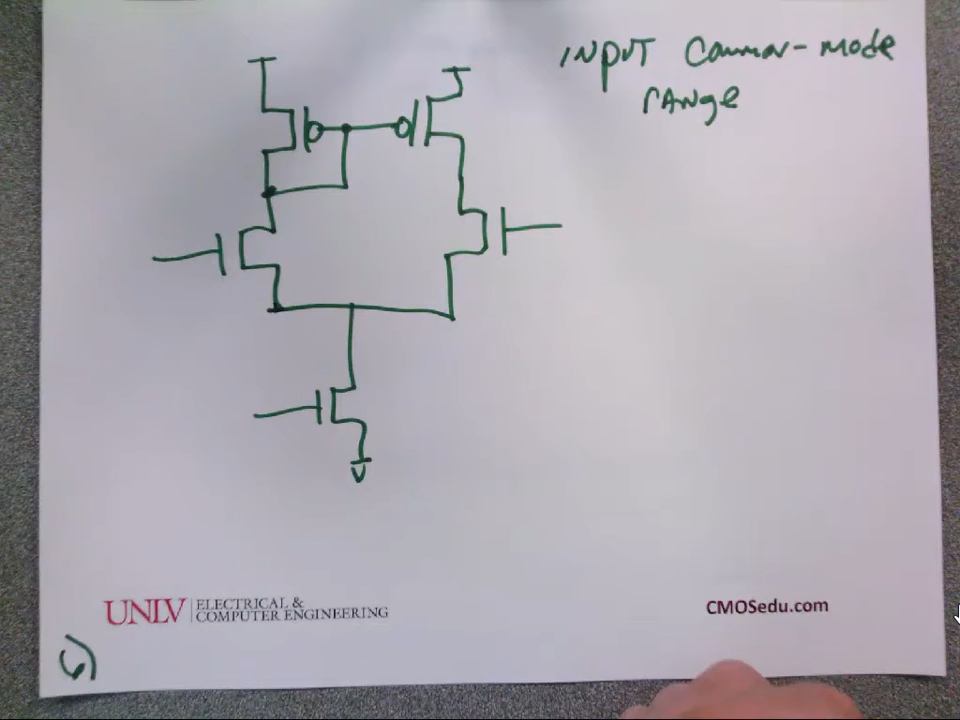 INPUT Common-mode
range
UNLV ELECTRICAL &
COMPUTER ENGINEERING
CMOSedu.com
6)